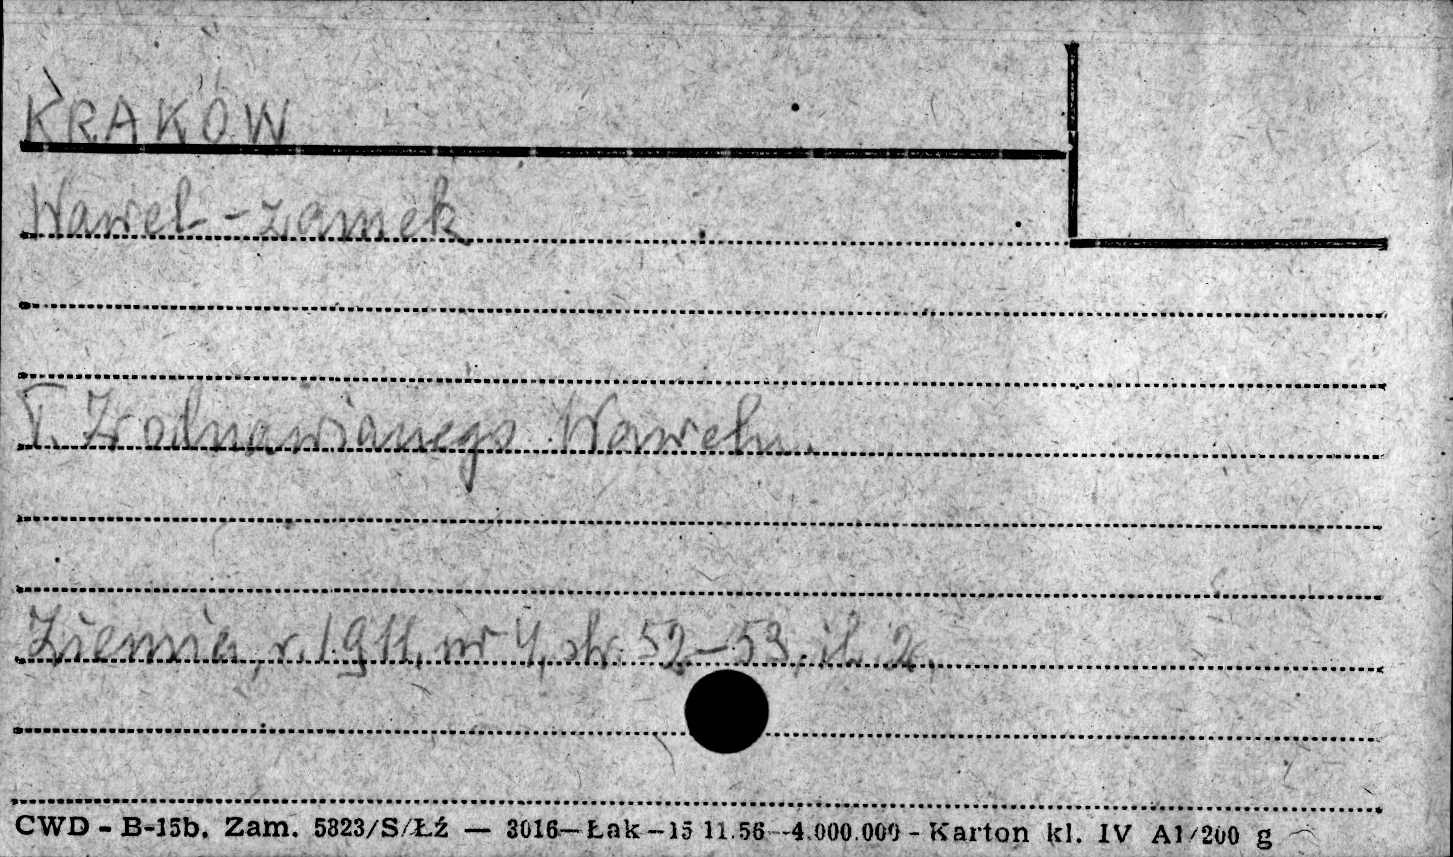 KRAKÓW
Wawel-zamek
T. Z odnawianego Wawelu.
Ziemia, r. 1911, nr 4, str. 52–53, il. 2.
CWD - B-15b. Zam. 5823/S/Łź — 3016—Łak—15 11.56—4.000.000 - Karton kl. IV A1/200 g